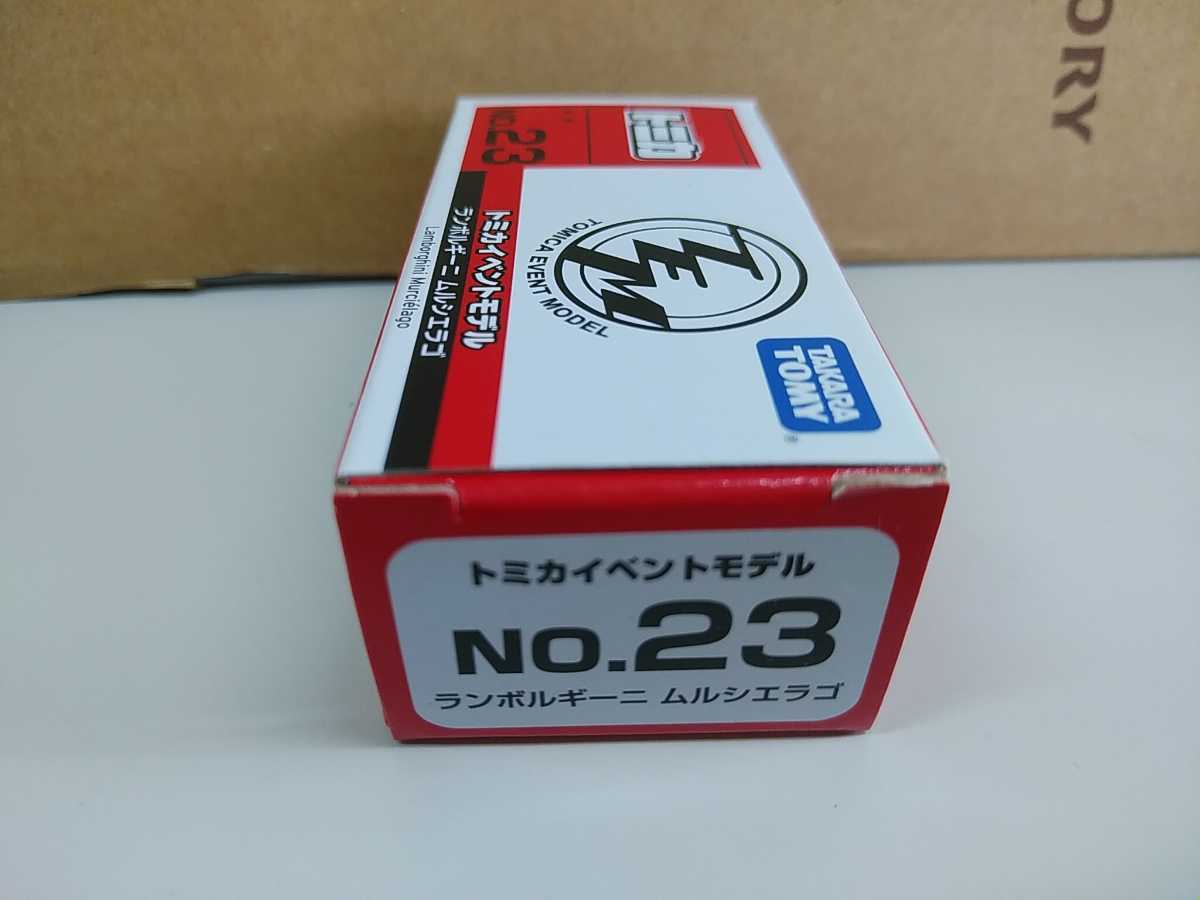 ORY
トミカ
NO.23
トミカイベントモデル
ランボルギーニ ムルシエラゴ
Lamborghini Murciélago
TEM
TOMICA EVENT MODEL
TAKARA
TOMY
®
トミカイベントモデル
NO.23
ランボルギーニ ムルシエラゴ